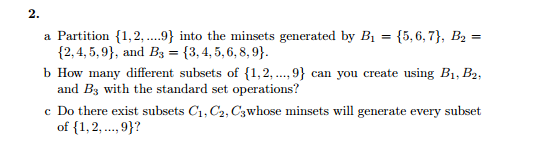 2.
a Partition {1, 2, ....9} into the minsets generated by B₁ = {5, 6, 7}, B₂ =
{2, 4, 5, 9}, and B₃ = {3, 4, 5, 6, 8, 9}.
b How many different subsets of {1, 2, ..., 9} can you create using B₁, B₂,
and B₃ with the standard set operations?
c Do there exist subsets C₁, C₂, C₃whose minsets will generate every subset
of {1, 2, ..., 9}?